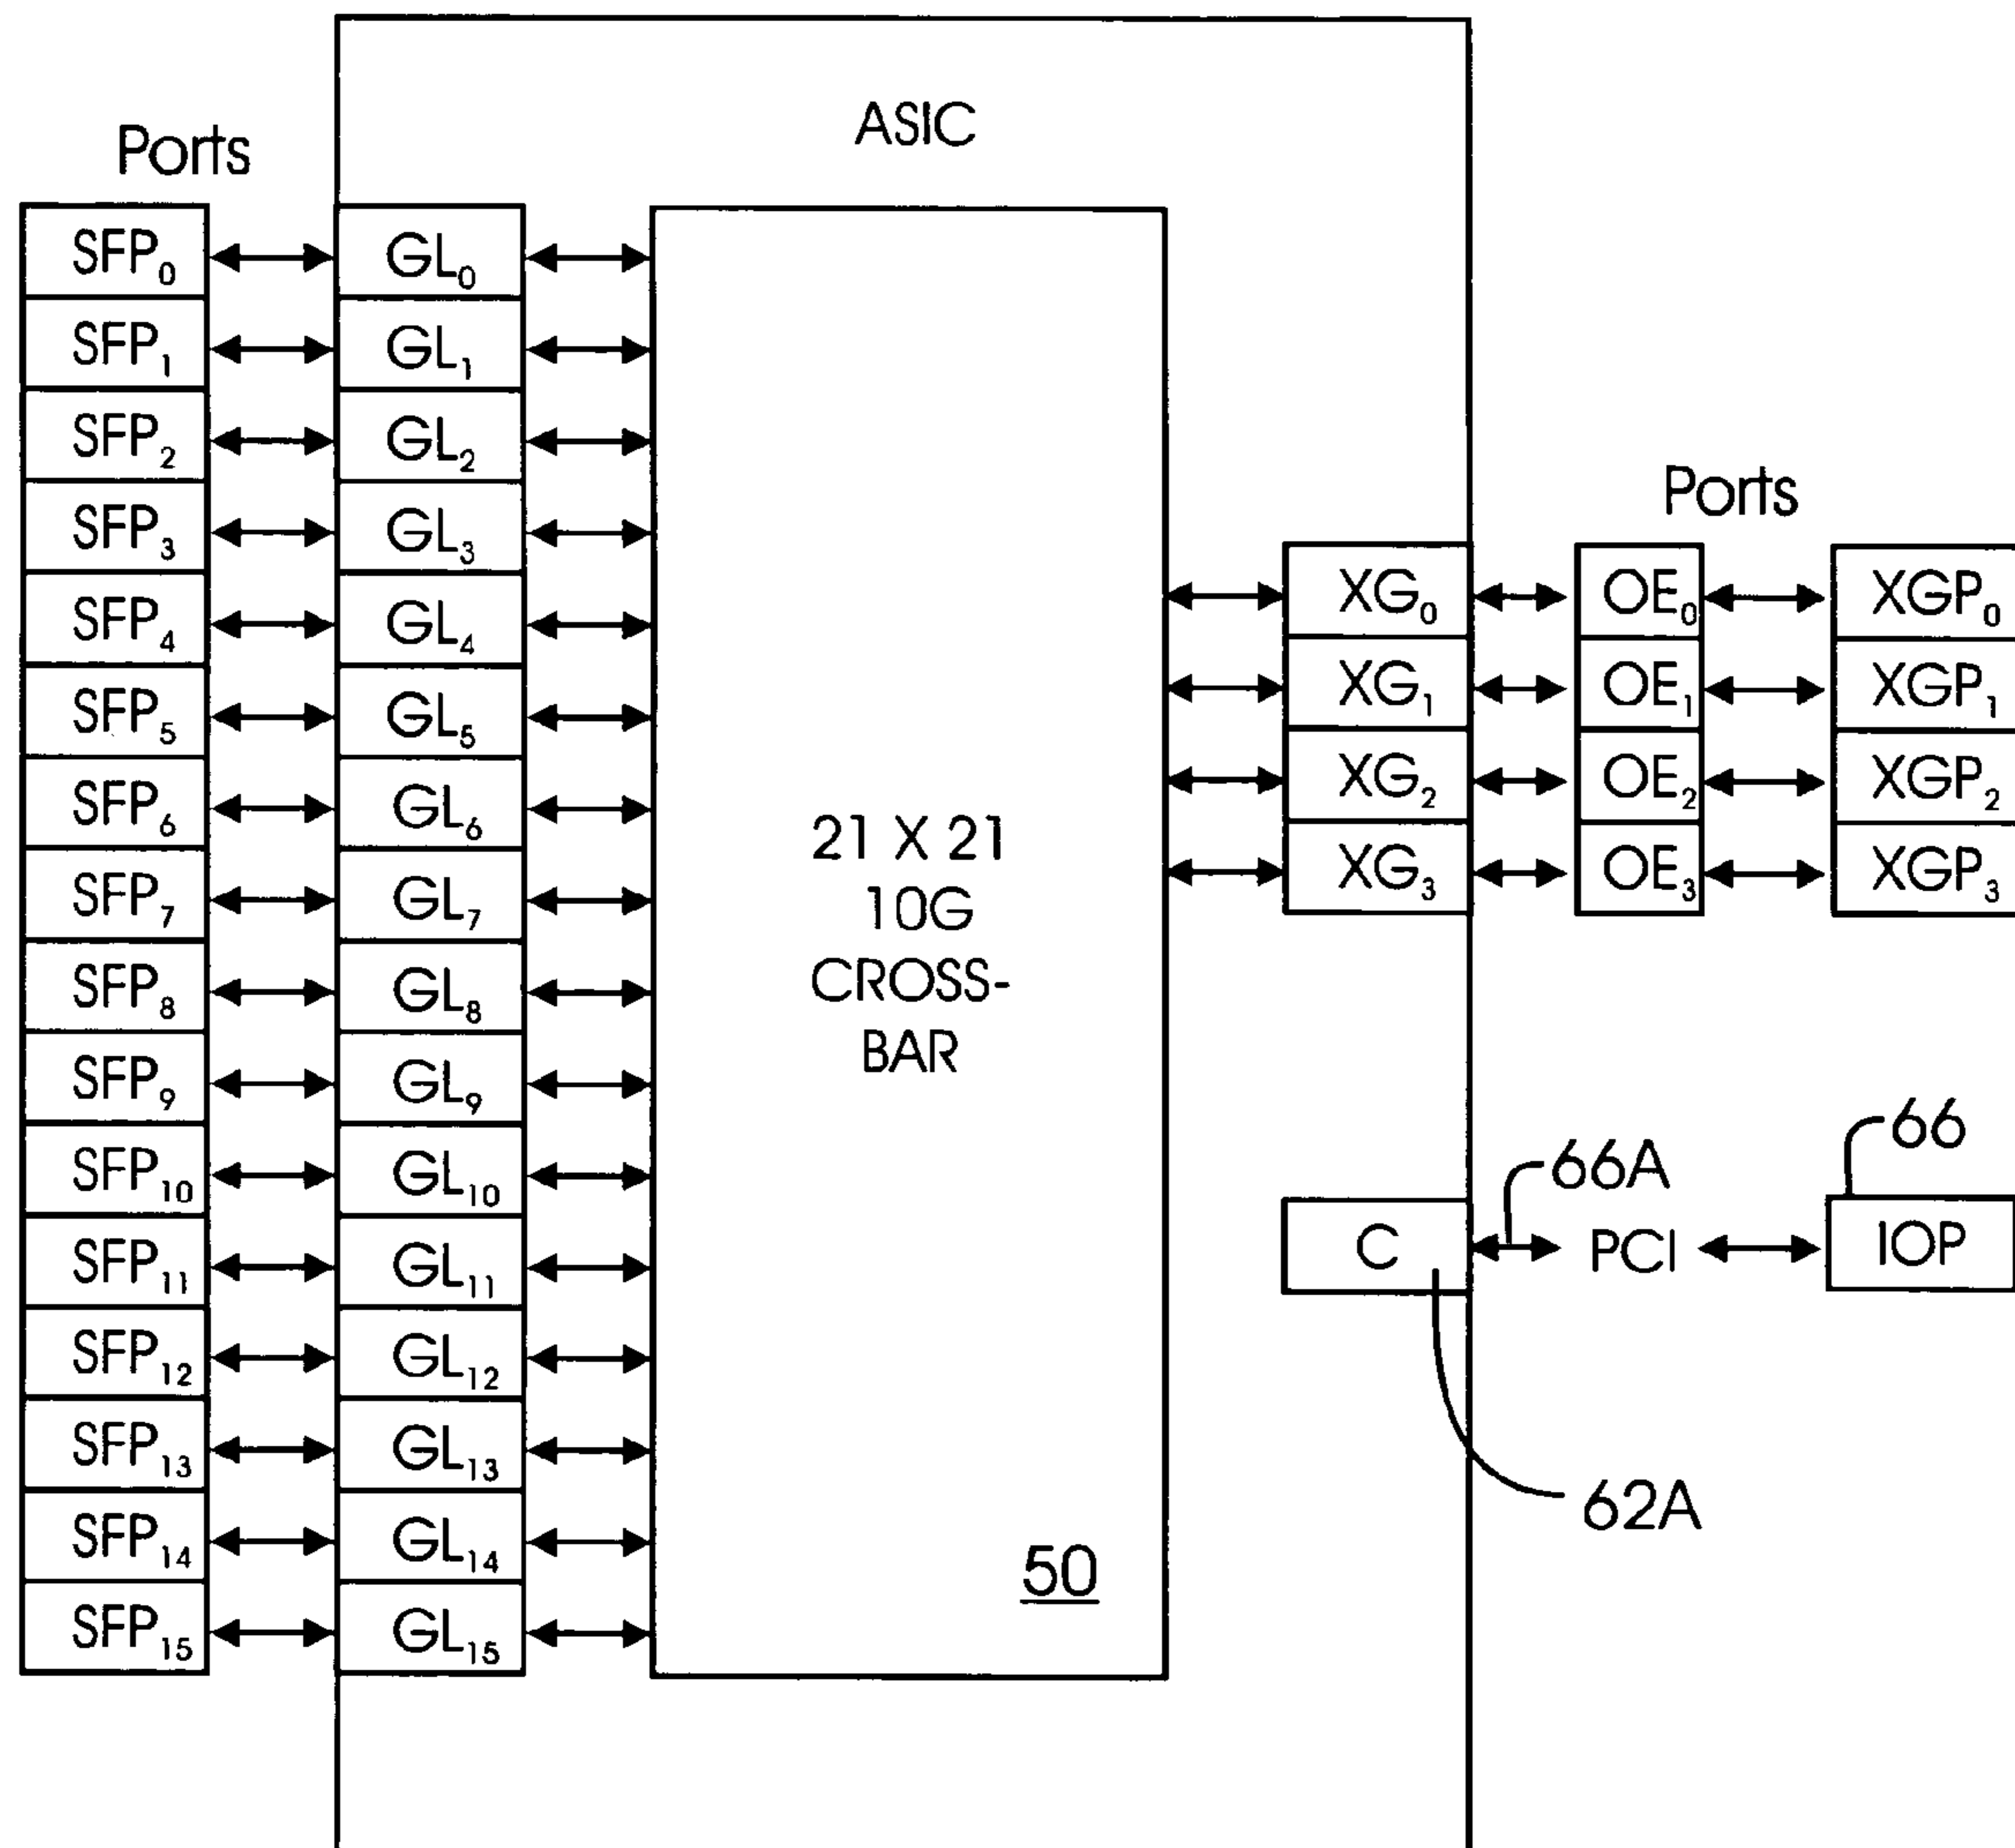 ASIC
Ports
SFP₀ GL₀
SFP₁ GL₁
SFP₂ GL₂
SFP₃ GL₃
SFP₄ GL₄
SFP₅ GL₅
SFP₆ GL₆
SFP₇ GL₇
SFP₈ GL₈
SFP₉ GL₉
SFP₁₀ GL₁₀
SFP₁₁ GL₁₁
SFP₁₂ GL₁₂
SFP₁₃ GL₁₃
SFP₁₄ GL₁₄
SFP₁₅ GL₁₅
21 X 21
10G
CROSS-
BAR
50
Ports
XG₀ OE₀ XGP₀
XG₁ OE₁ XGP₁
XG₂ OE₂ XGP₂
XG₃ OE₃ XGP₃
66
66A
C PCI IOP
62A